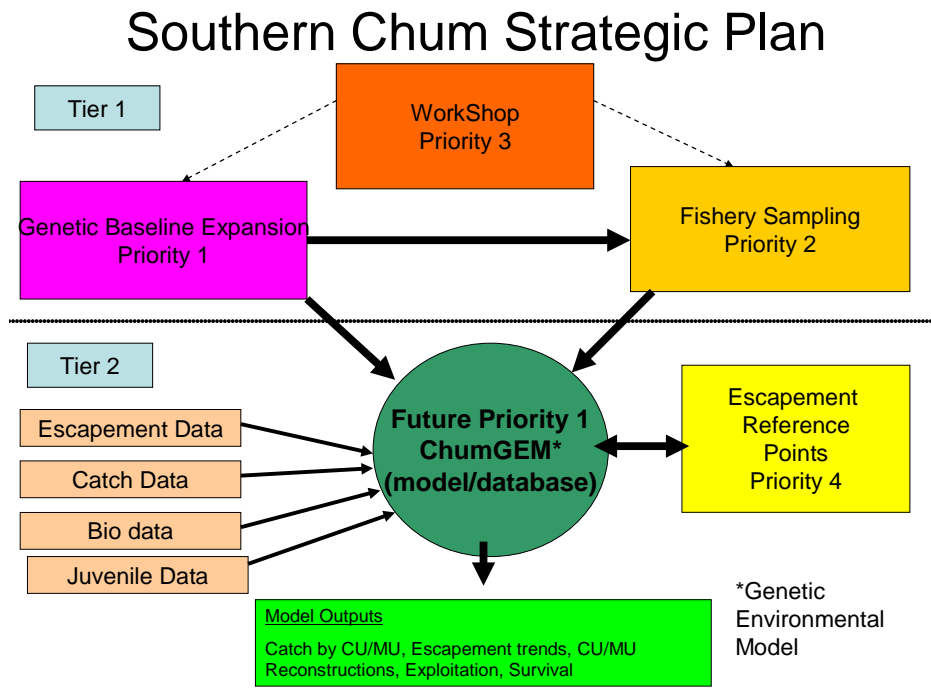 Southern Chum Strategic Plan
Tier 1
WorkShop
Priority 3
Genetic Baseline Expansion
Priority 1
Fishery Sampling
Priority 2
Tier 2
Escapement Data
Catch Data
Bio data
Juvenile Data
Future Priority 1
ChumGEM*
(model/database)
Escapement
Reference
Points
Priority 4
Model Outputs
Catch by CU/MU, Escapement trends, CU/MU
Reconstructions, Exploitation, Survival
*Genetic
Environmental
Model